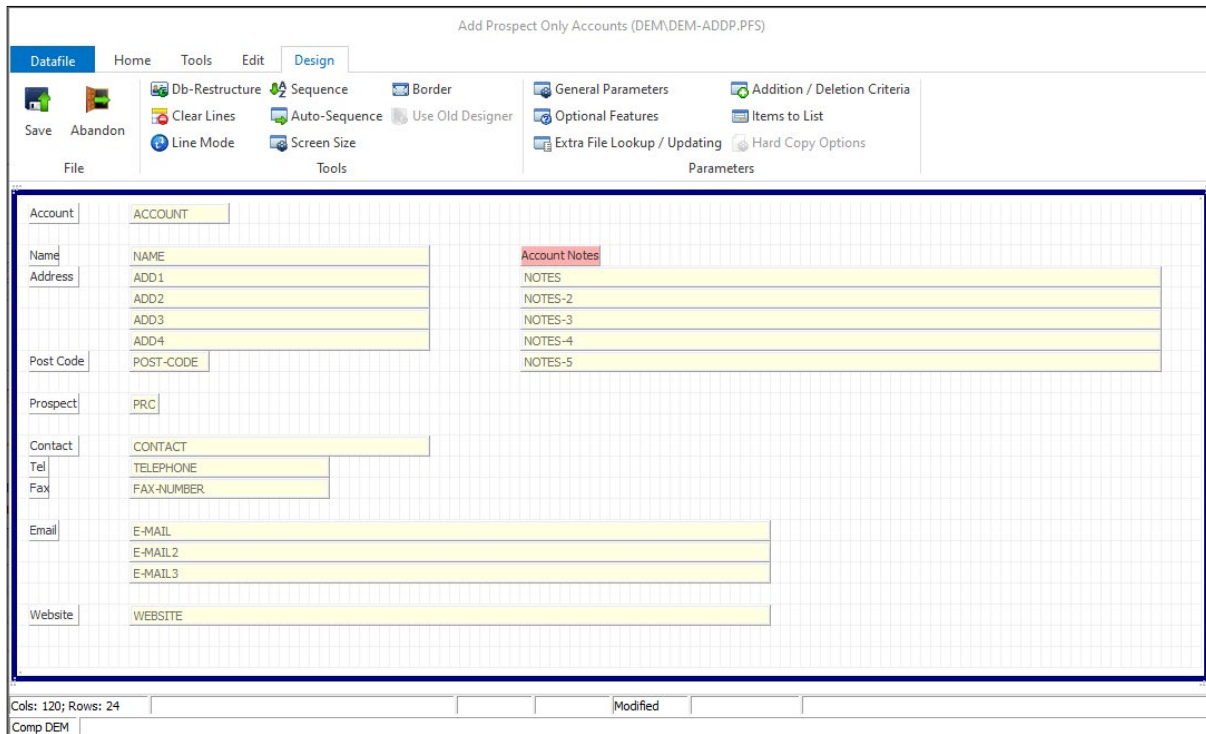 Add Prospect Only Accounts (DEM\DEM-ADDP.PFS)
Datafile Home Tools Edit Design
Db-Restructure Sequence Border General Parameters Addition / Deletion Criteria
Clear Lines Auto-Sequence Use Old Designer Optional Features Items to List
Save Abandon Line Mode Screen Size Extra File Lookup / Updating Hard Copy Options
File Tools Parameters
Account ACCOUNT
Name NAME Account Notes
Address ADD1 NOTES
ADD2 NOTES-2
ADD3 NOTES-3
ADD4 NOTES-4
Post Code POST-CODE NOTES-5
Prospect PRC
Contact CONTACT
Tel TELEPHONE
Fax FAX-NUMBER
Email E-MAIL
E-MAIL2
E-MAIL3
Website WEBSITE
Cols: 120; Rows: 24 Modified
Comp DEM